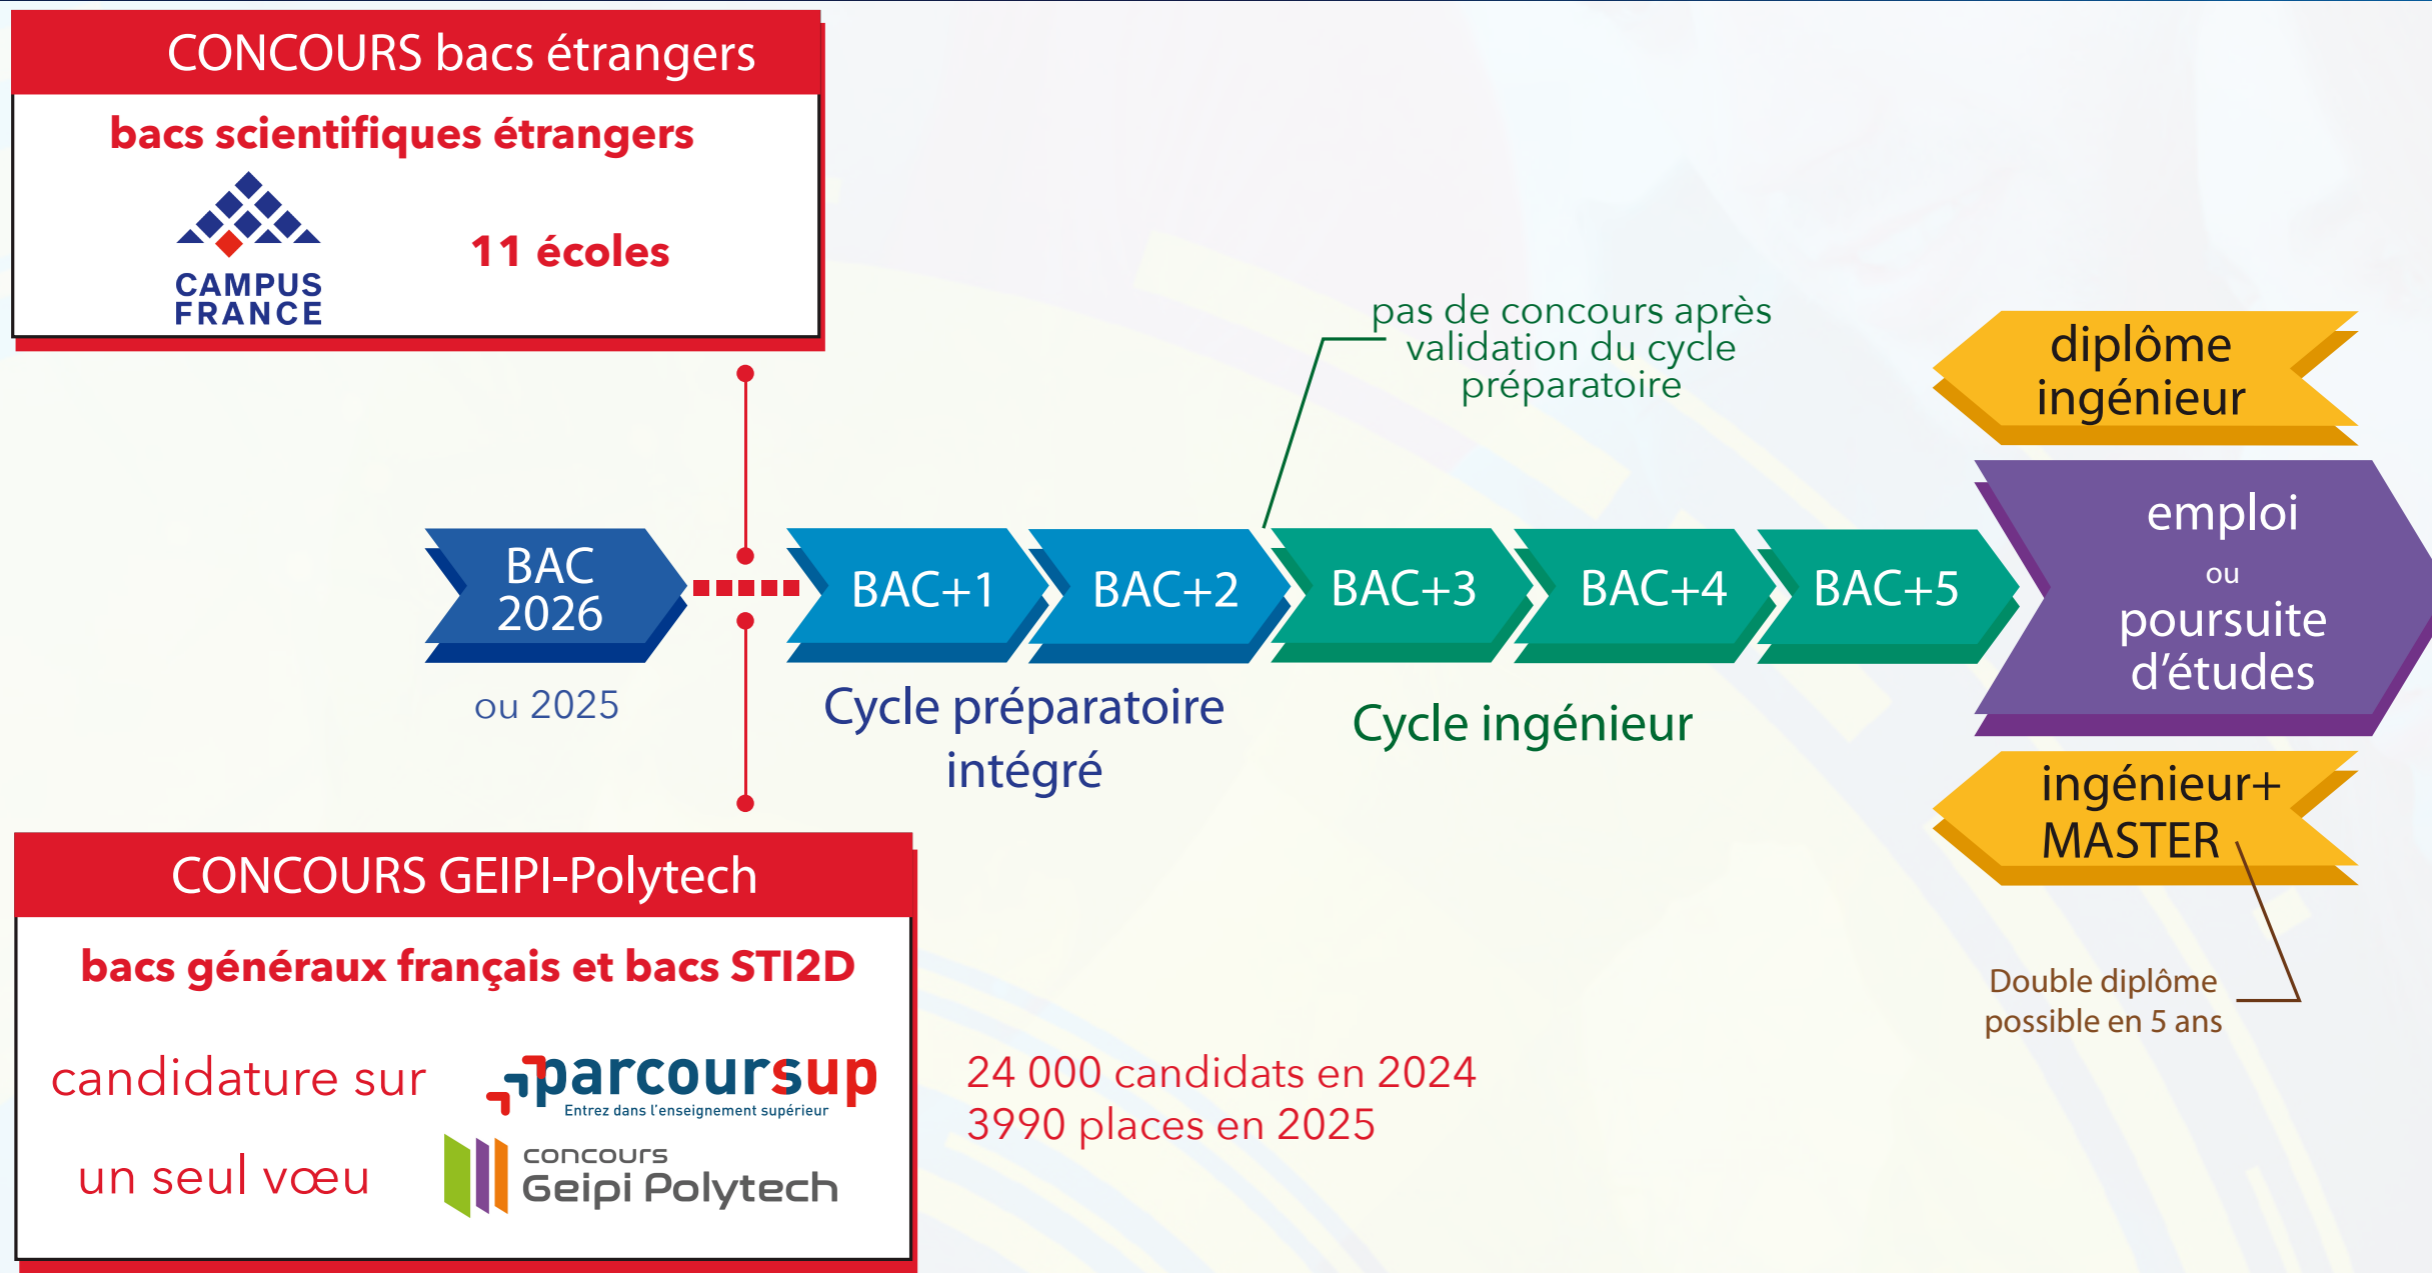 CONCOURS bacs étrangers
bacs scientifiques étrangers
CAMPUS
FRANCE
11 écoles
pas de concours après
validation du cycle
préparatoire
diplôme
ingénieur
BAC
2026
ou 2025
BAC+1
BAC+2
BAC+3
BAC+4
BAC+5
emploi
ou
poursuite
d'études
Cycle préparatoire
intégré
Cycle ingénieur
ingénieur+
MASTER
Double diplôme
possible en 5 ans
CONCOURS GEIPI-Polytech
bacs généraux français et bacs STI2D
candidature sur
parcoursup
Entrez dans l'enseignement supérieur
un seul vœu
concours
Geipi Polytech
24 000 candidats en 2024
3990 places en 2025